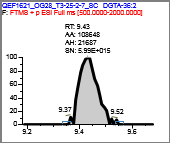 QEF1621_OG28_T3-25-2-7_SC DGTA-36:2
F: FTMS + p ESI Full ms [500.0000-2000.0000]
RT: 9.43
AA: 108648
AH: 21687
SN: 5.99E+015
100
80
60
40
20
0
9.37
9.52
9.2 9.4 9.6